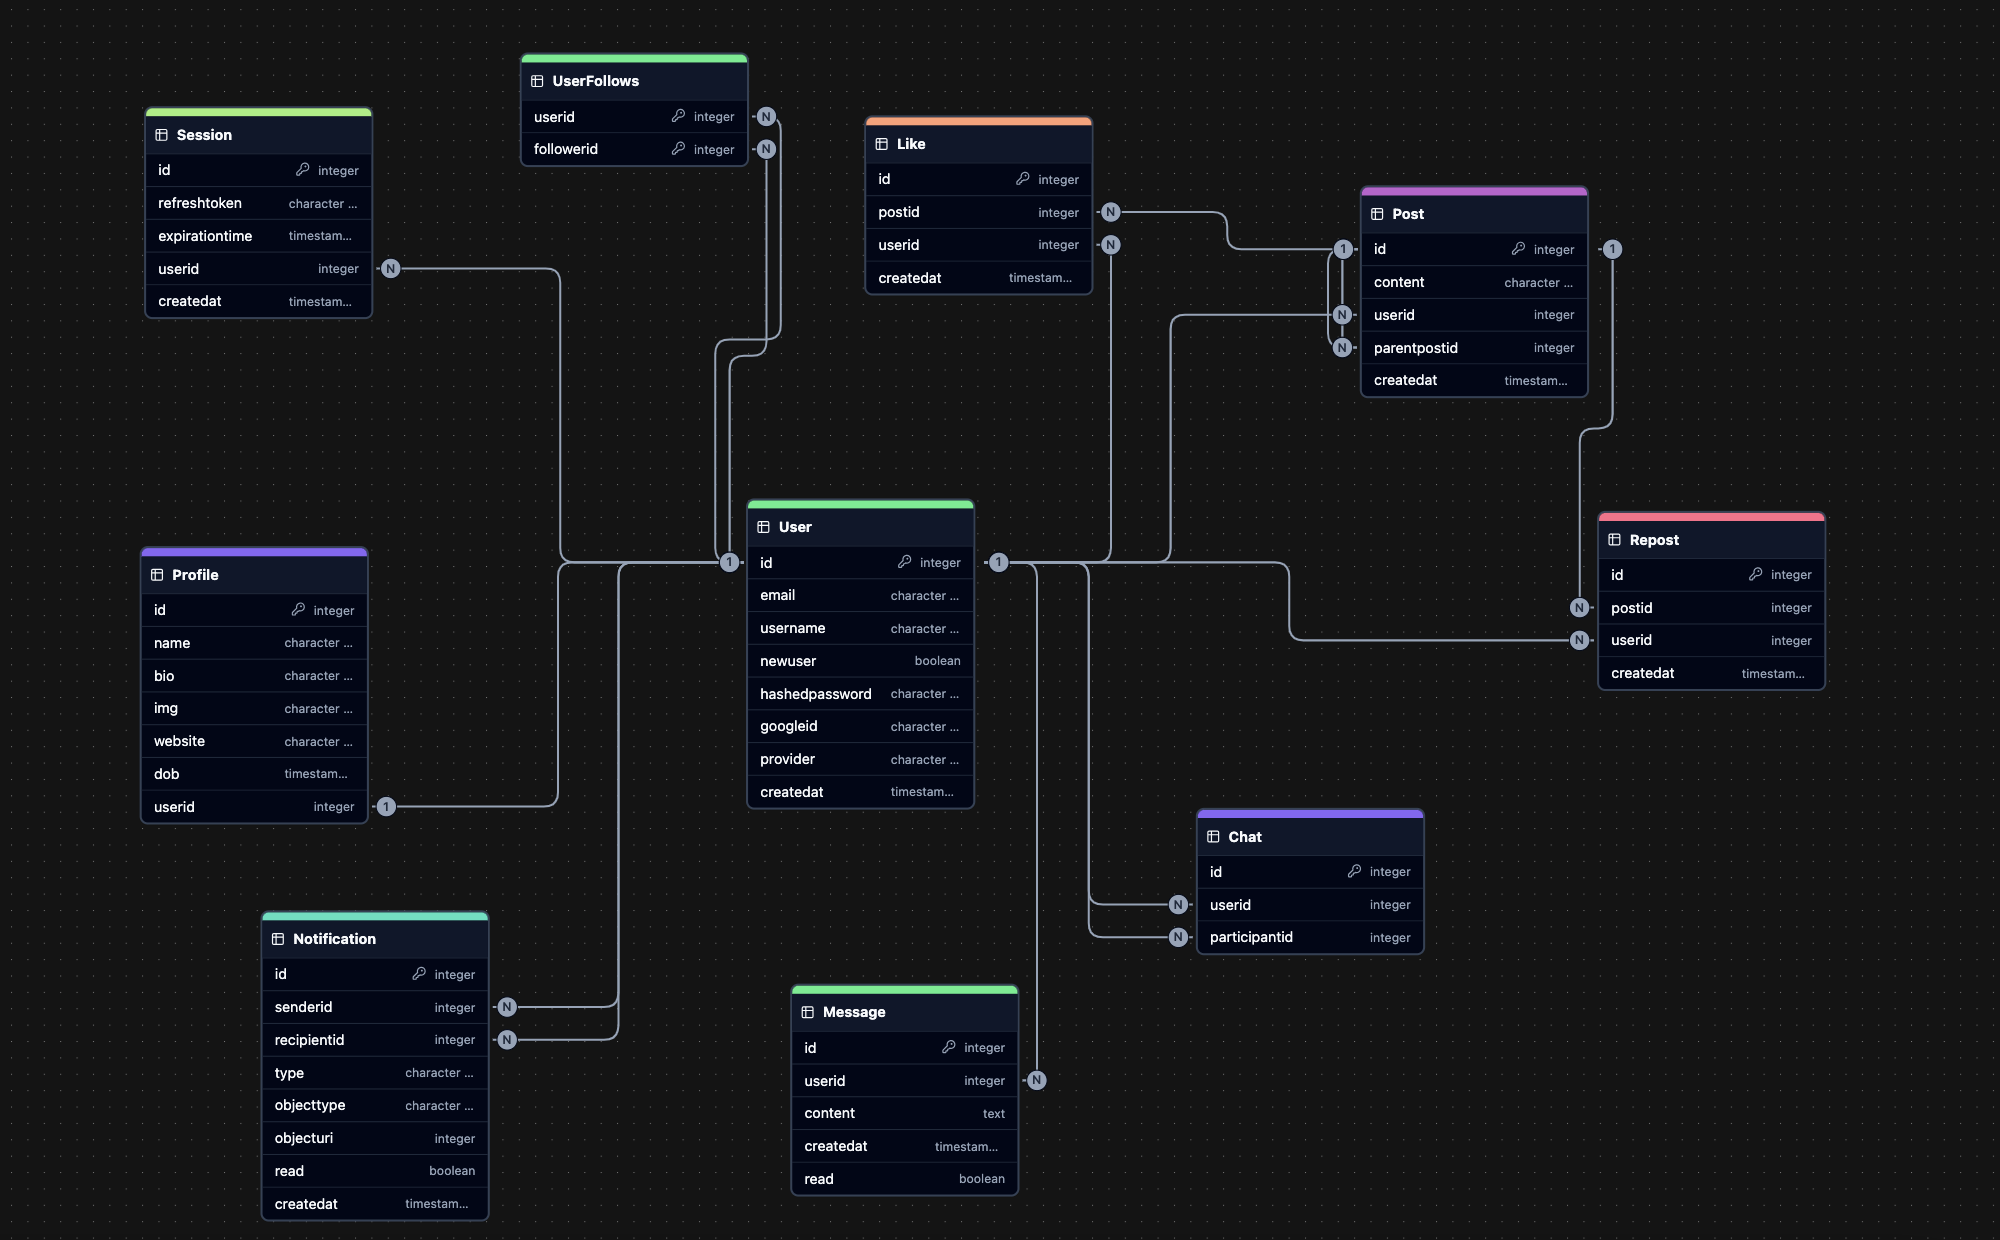 UserFollows
userid integer
followerid integer
Session
id integer
refreshtoken character ...
expirationtime timestam...
userid integer
createdat timestam...
N
N
N
Like
id integer
postid integer
userid integer
createdat timestam...
N
N
Post
id integer
content character ...
userid integer
parentpostid integer
createdat timestam...
1
N
N
1
User
id integer
email character ...
username character ...
newuser boolean
hashedpassword character ...
googleid character ...
provider character ...
createdat timestam...
1
1
Repost
id integer
postid integer
userid integer
createdat timestam...
N
N
Profile
id integer
name character ...
bio character ...
img character ...
website character ...
dob timestam...
userid integer
1
Chat
id integer
userid integer
participantid integer
N
N
Notification
id integer
senderid integer
recipientid integer
type character ...
objecttype character ...
objecturi integer
read boolean
createdat timestam...
N
N
Message
id integer
userid integer
content text
createdat timestam...
read boolean
N